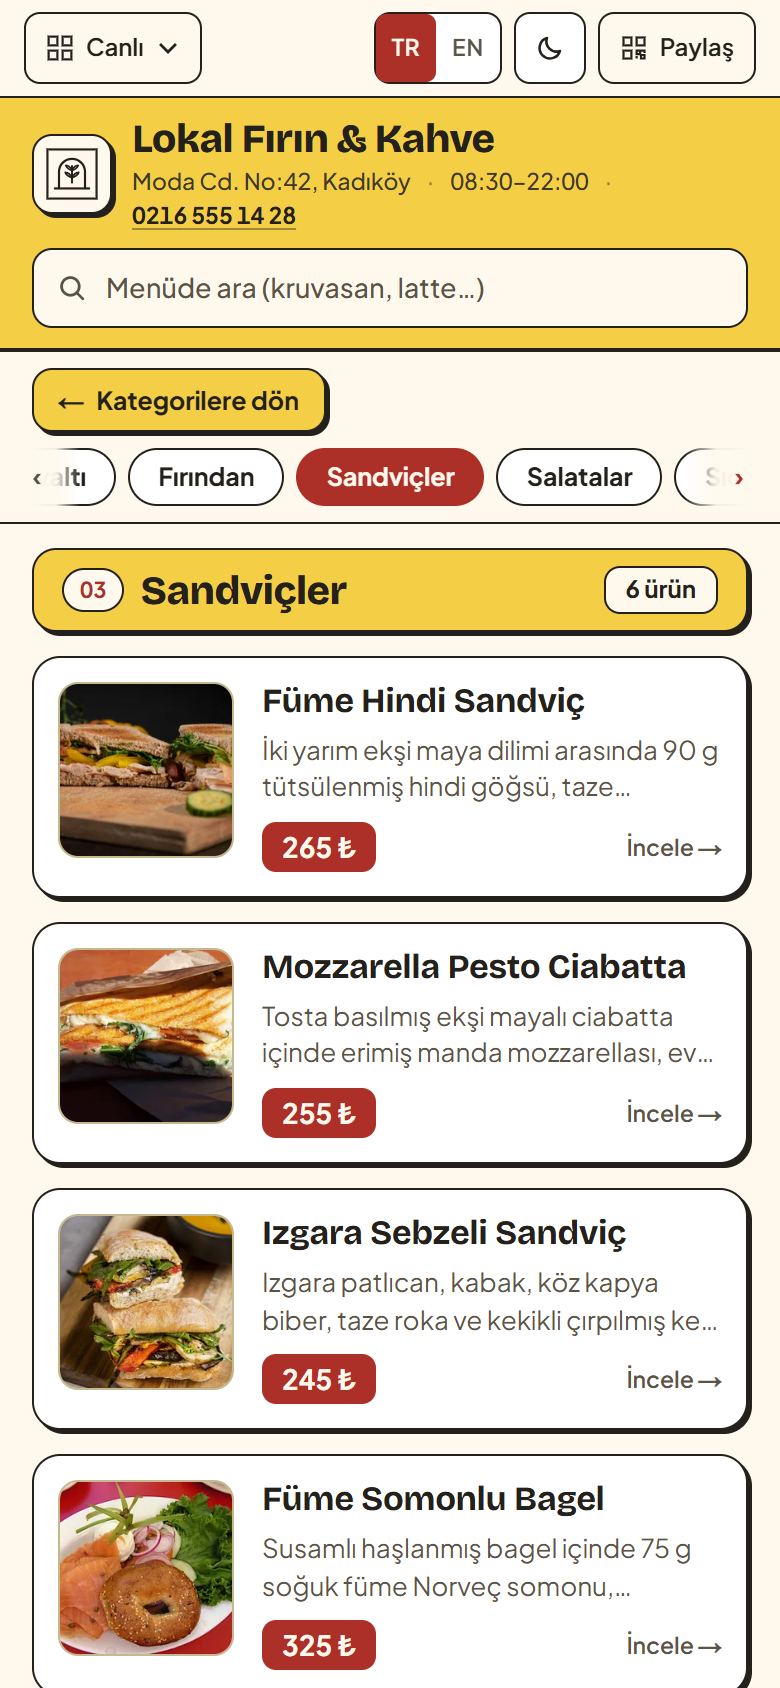 Canlı
TR EN
Paylaş
Lokal Fırın & Kahve
Moda Cd. No:42, Kadıköy · 08:30–22:00 ·
0216 555 14 28
Menüde ara (kruvasan, latte…)
← Kategorilere dön
‹ altı Fırından Sandviçler Salatalar ›
03 Sandviçler 6 ürün
Füme Hindi Sandviç
İki yarım ekşi maya dilimi arasında 90 g
tütsülenmiş hindi göğsü, taze…
265 ₺ İncele →
Mozzarella Pesto Ciabatta
Tosta basılmış ekşi mayalı ciabatta
içinde erimiş manda mozzarellası, ev…
255 ₺ İncele →
Izgara Sebzeli Sandviç
Izgara patlıcan, kabak, köz kapya
biber, taze roka ve kekikli çırpılmış ke…
245 ₺ İncele →
Füme Somonlu Bagel
Susamlı haşlanmış bagel içinde 75 g
soğuk füme Norveç somonu,…
325 ₺ İncele →